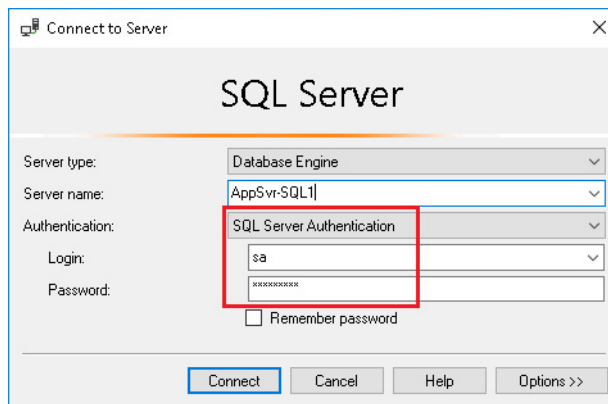 Connect to Server
SQL Server
Server type: Database Engine
Server name: AppSvr-SQL1
Authentication: SQL Server Authentication
Login: sa
Password: *********
Remember password
Connect Cancel Help Options >>